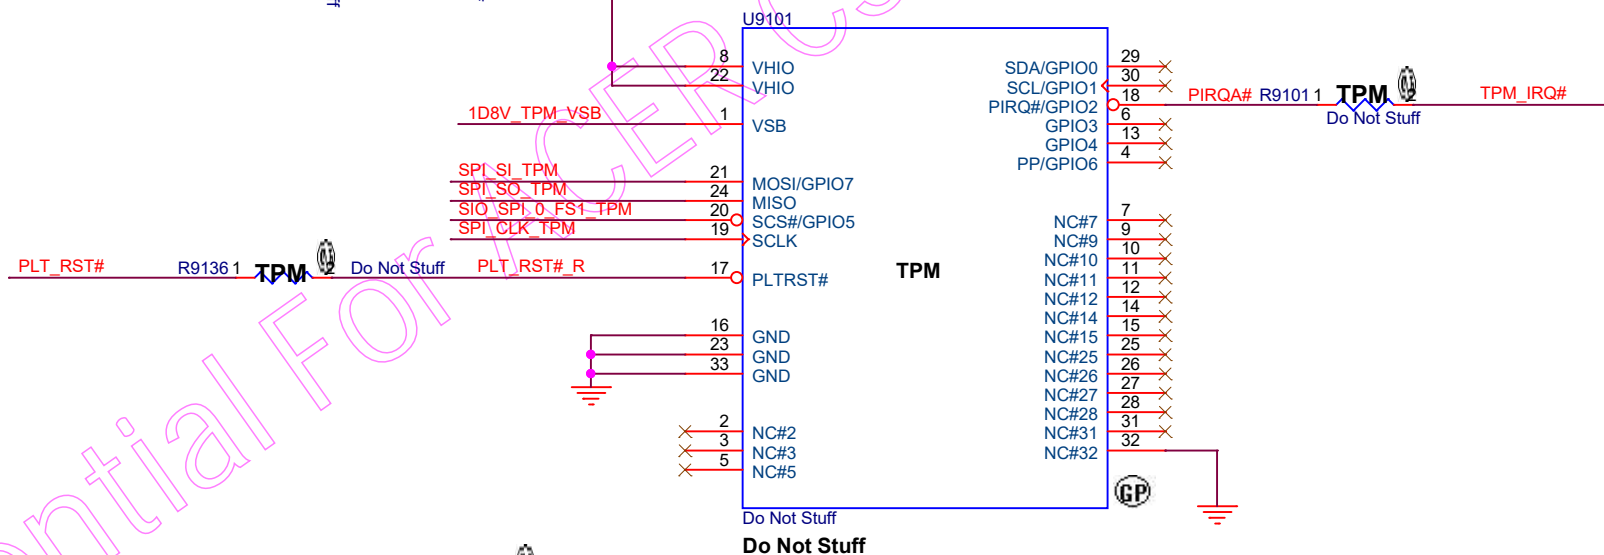 U9101
8 VHIO
22 VHIO
1D8V_TPM_VSB 1 VSB
SPI_SI_TPM 21 MOSI/GPIO7
SPI_SO_TPM 24 MISO
SIO_SPI_0_FS1_TPM 20 SCS#/GPIO5
SPI_CLK_TPM 19 SCLK
PLT_RST# R9136 1 TPM 2 Do Not Stuff PLT_RST#_R 17 PLTRST#
16 GND
23 GND
33 GND
2 NC#2
3 NC#3
5 NC#5
TPM
SDA/GPIO0 29
SCL/GPIO1 30
PIRQ#/GPIO2 18 PIRQA# R9101 1 TPM 2 TPM_IRQ#
Do Not Stuff
GPIO3 6
GPIO4 13
PP/GPIO6 4
NC#7 7
NC#9 9
NC#10 10
NC#11 11
NC#12 12
NC#14 14
NC#15 15
NC#25 25
NC#26 26
NC#27 27
NC#28 28
NC#31 31
NC#32 32
GP
Do Not Stuff
Do Not Stuff
ntial For ACER CS